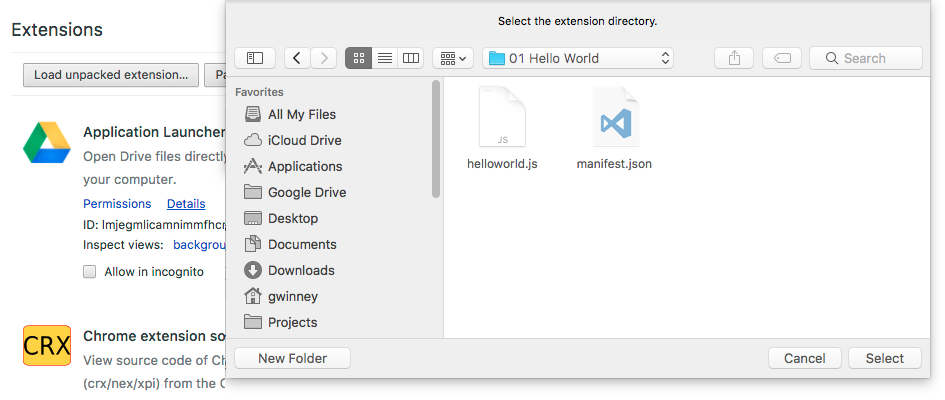 Extensions
Load unpacked extension...
Application Launcher
Open Drive files directly
your computer.
Permissions Details
ID: lmjegmlicamnimmfhcm
Inspect views: backgrou
Allow in incognito
CRX
Chrome extension so
View source code of Ch
(crx/nex/xpi) from the C
Select the extension directory.
01 Hello World
Search
Favorites
All My Files
iCloud Drive
Applications
Google Drive
Desktop
Documents
Downloads
gwinney
Projects
JS
helloworld.js
manifest.json
New Folder
Cancel
Select